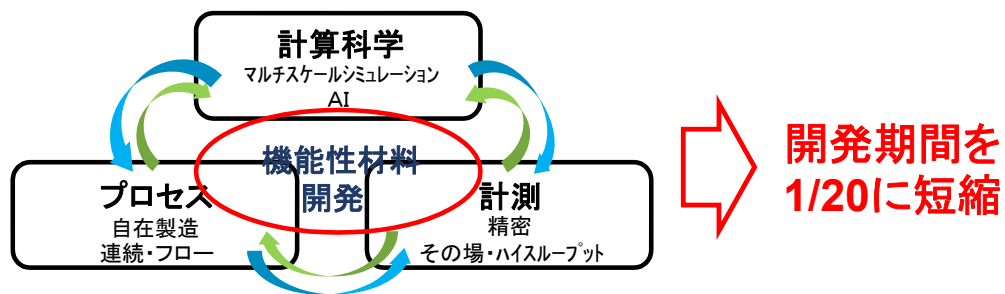 計算科学
マルチスケールシミュレーション
AI
機能性材料
開発
プロセス
自在製造
連続・フロー
計測
精密
その場・ハイスループット
開発期間を
1/20に短縮